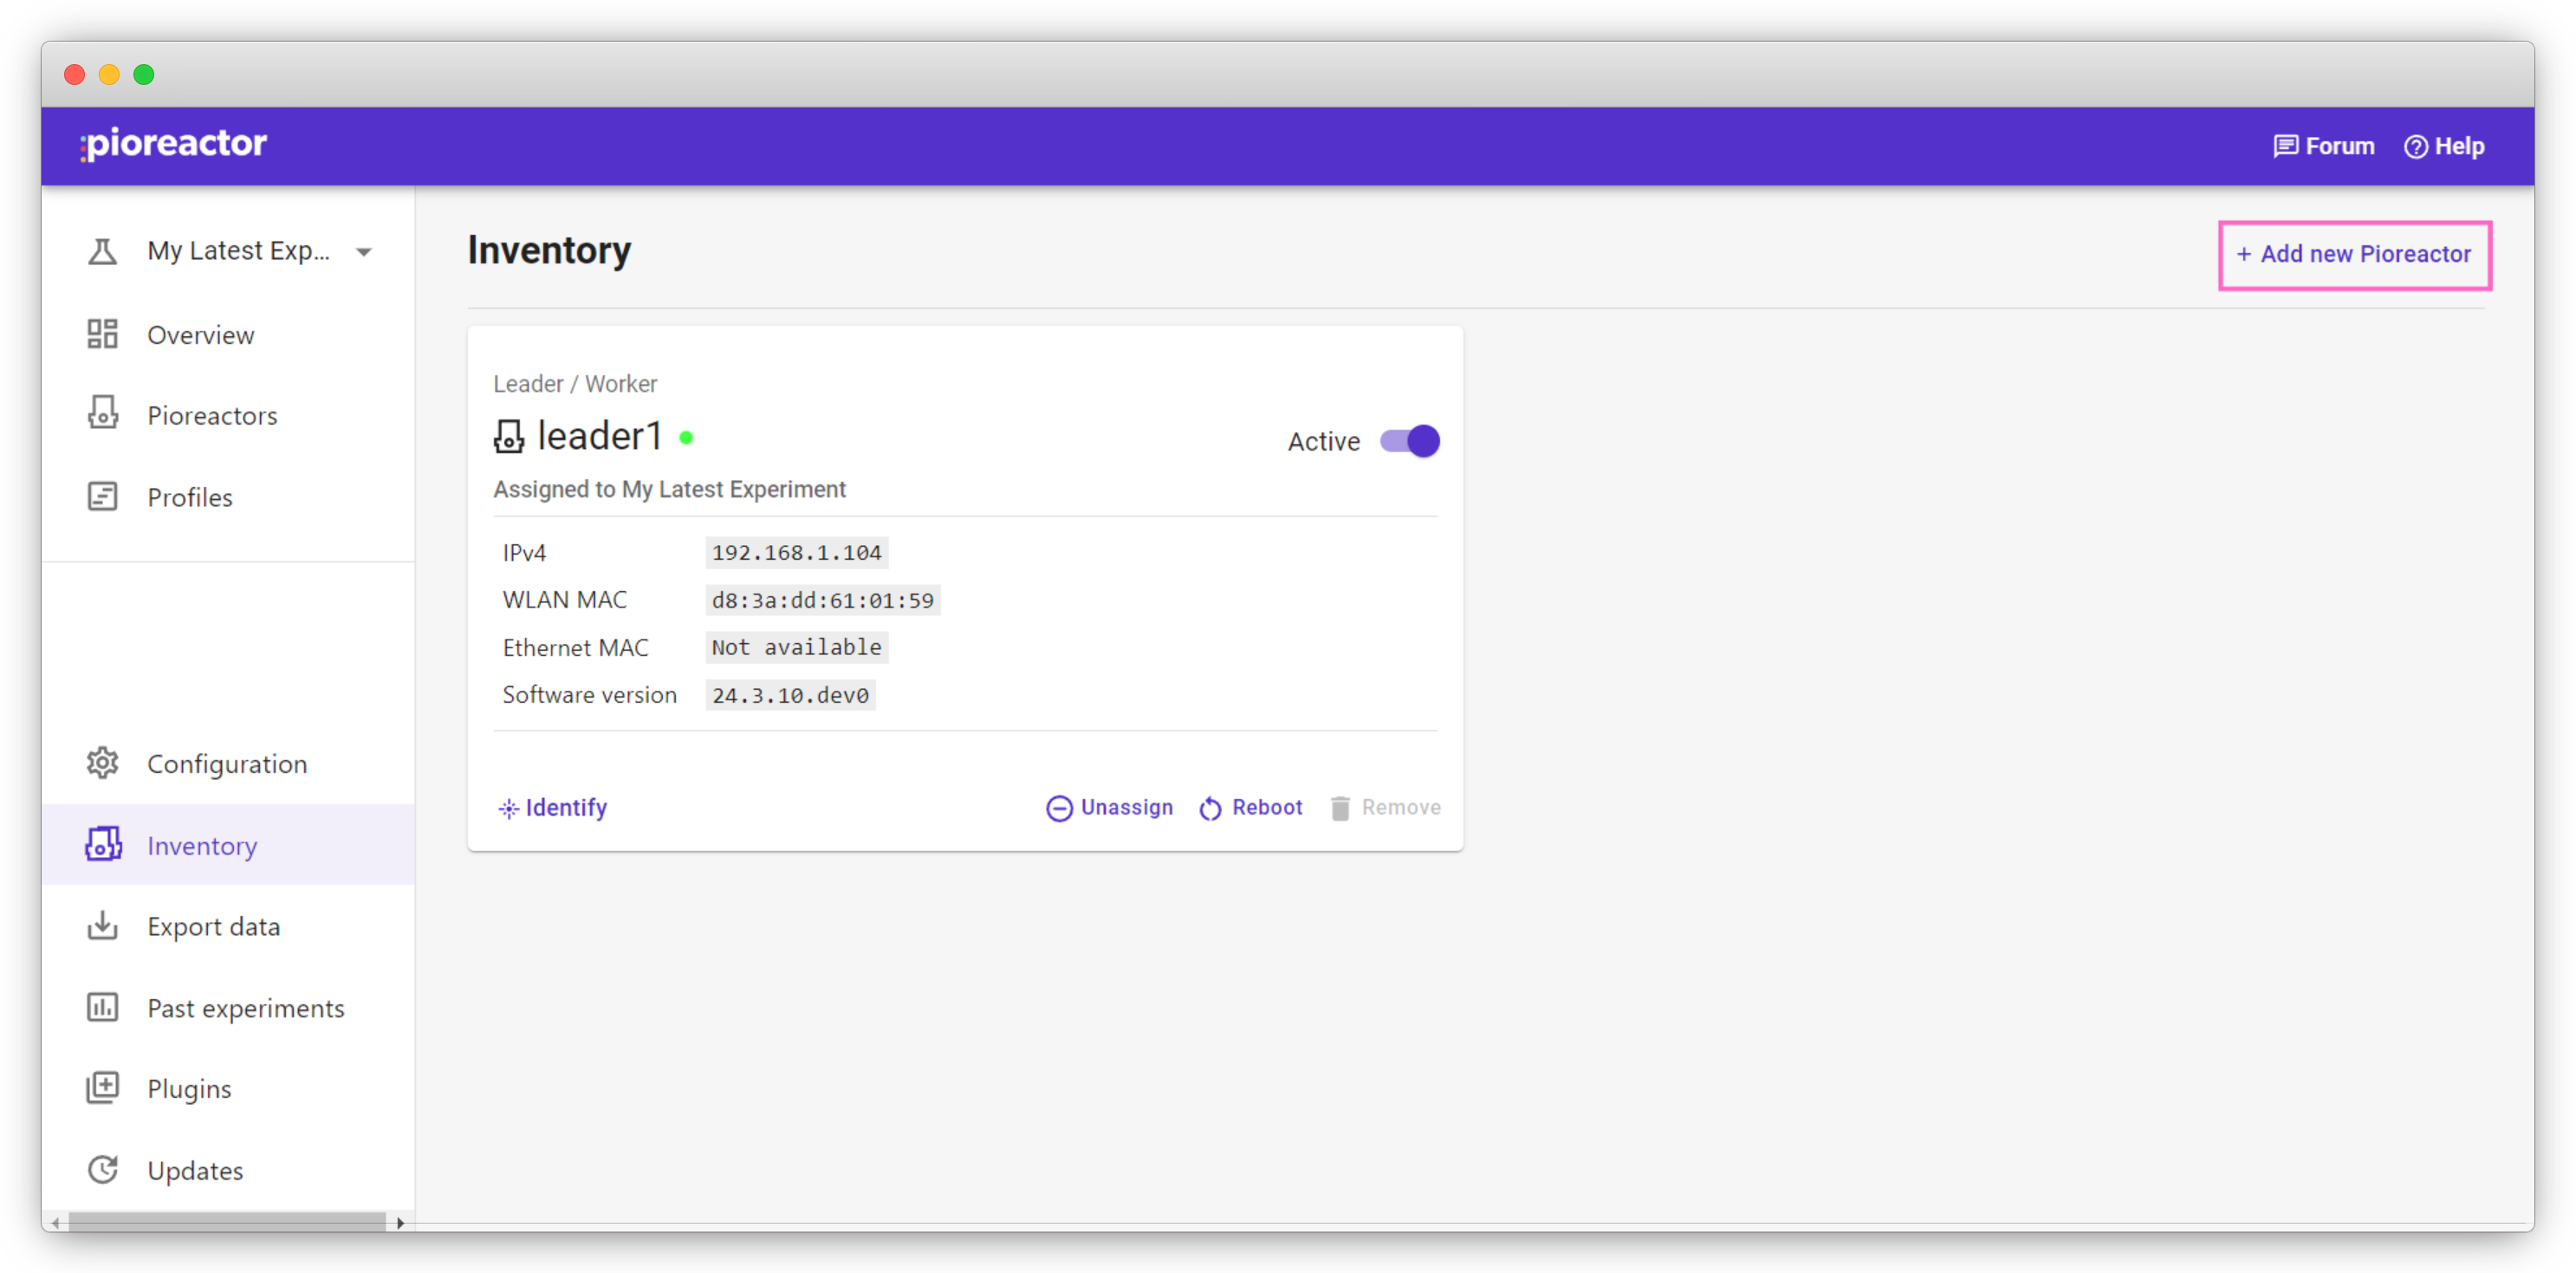 pioreactor
Forum
Help
My Latest Exp...
Overview
Pioreactors
Profiles
Configuration
Inventory
Export data
Past experiments
Plugins
Updates
Inventory
+ Add new Pioreactor
Leader / Worker
leader1
Active
Assigned to My Latest Experiment
IPv4 192.168.1.104
WLAN MAC d8:3a:dd:61:01:59
Ethernet MAC Not available
Software version 24.3.10.dev0
Identify
Unassign
Reboot
Remove